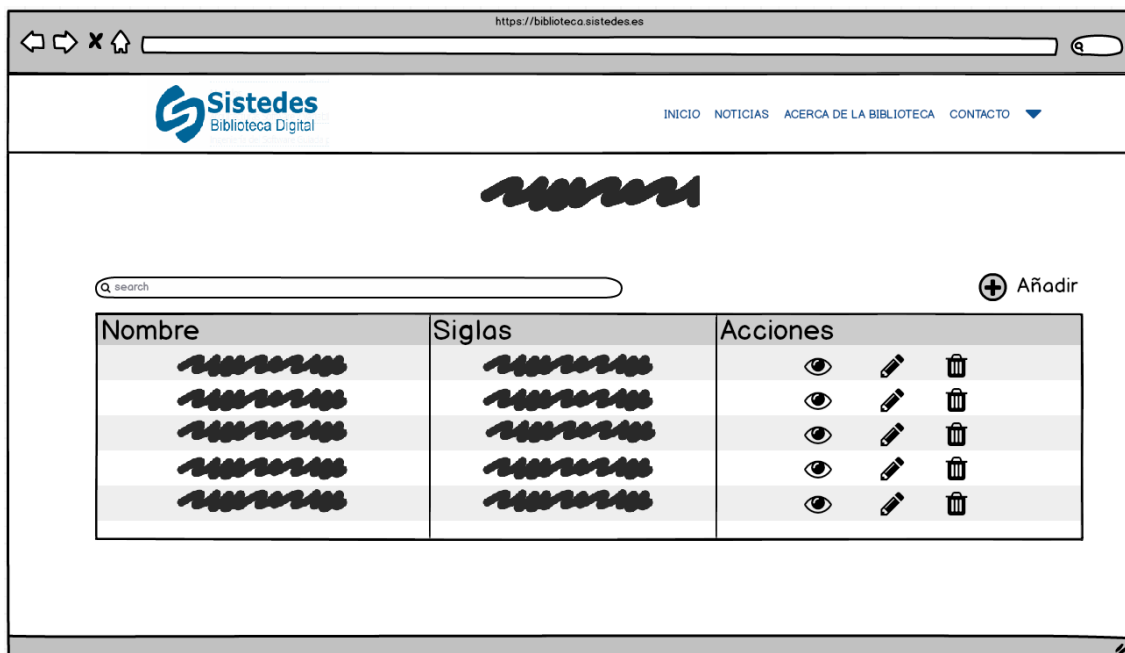 https://biblioteca.sistedes.es
Sistedes
Biblioteca Digital
INICIO NOTICIAS ACERCA DE LA BIBLIOTECA CONTACTO
search
Añadir
Nombre Siglas Acciones